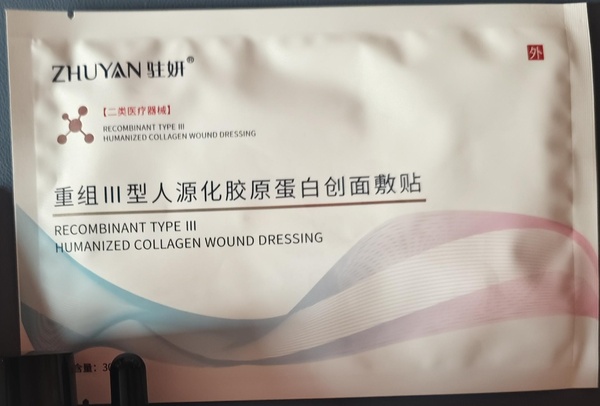 ZHUYAN 驻妍®
外
【二类医疗器械】
RECOMBINANT TYPE III
HUMANIZED COLLAGEN WOUND DRESSING
重组III型人源化胶原蛋白创面敷贴
RECOMBINANT TYPE III
HUMANIZED COLLAGEN WOUND DRESSING
含量：